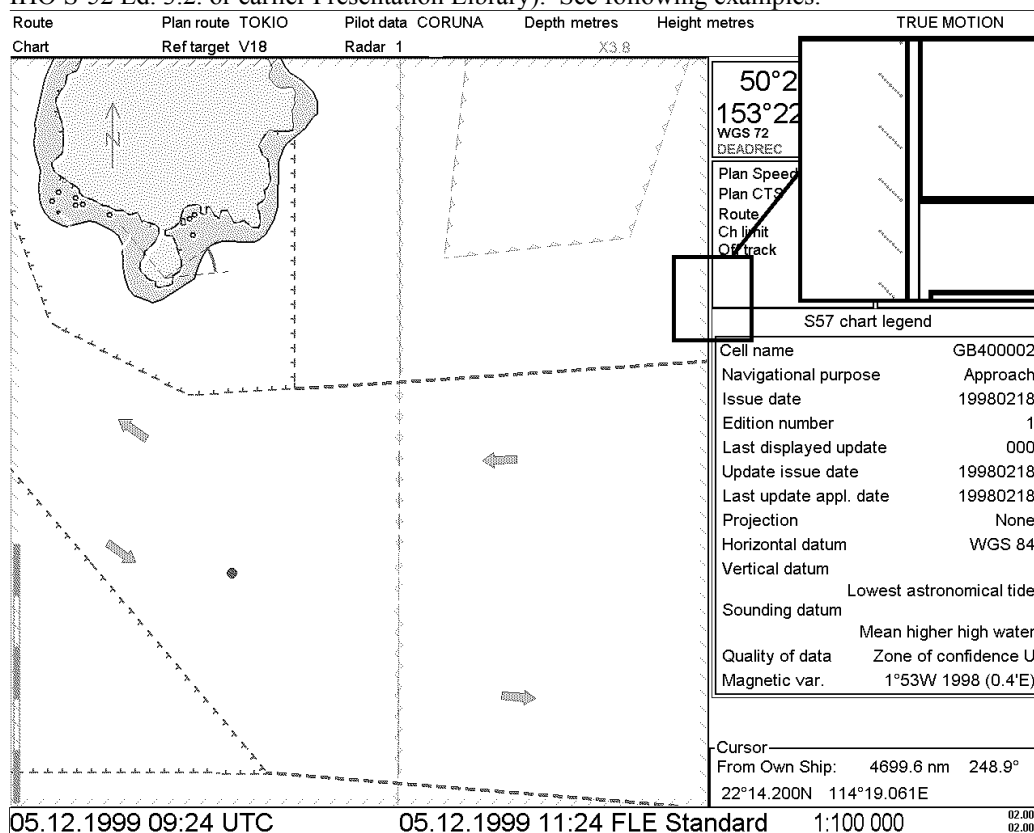 IHO S-52 Ed. 3.2. or earlier Presentation Library). See following examples.
Route Plan route TOKIO Pilot data CORUNA Depth metres Height metres TRUE MOTION
Chart Ref target V18 Radar 1 X3.8
N
50°2
153°22
WGS 72
DEADREC
Plan Speed
Plan CTS
Route
Ch limit
Off track
S57 chart legend
Cell name GB400002
Navigational purpose Approach
Issue date 19980218
Edition number 1
Last displayed update 000
Update issue date 19980218
Last update appl. date 19980218
Projection None
Horizontal datum WGS 84
Vertical datum
Lowest astronomical tide
Sounding datum
Mean higher high water
Quality of data Zone of confidence U
Magnetic var. 1°53W 1998 (0.4'E)
Cursor
From Own Ship: 4699.6 nm 248.9°
22°14.200N 114°19.061E
05.12.1999 09:24 UTC 05.12.1999 11:24 FLE Standard 1:100 000 02.00
02.00